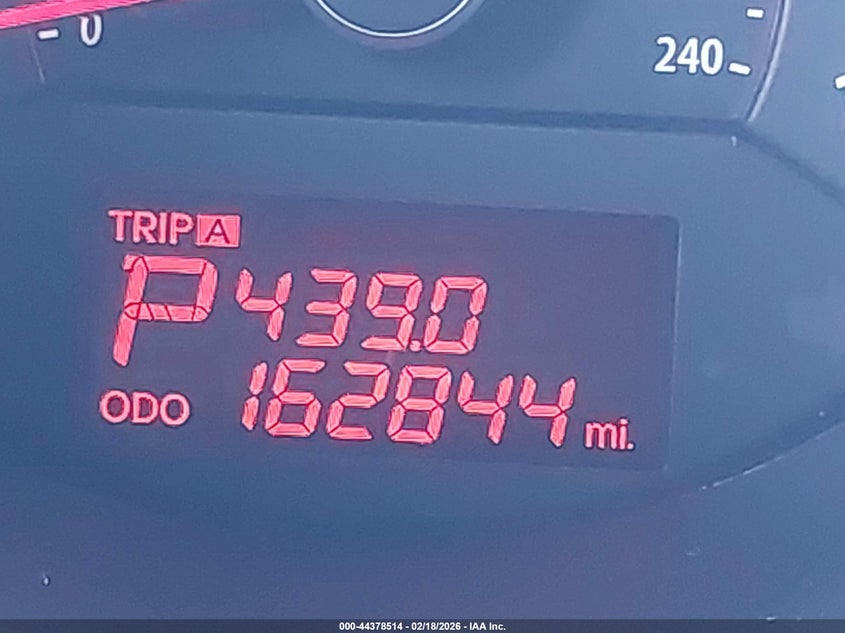 0
240
TRIP A
P 439.0
ODO 162844 mi.
000-44378514 - 02/18/2026 - IAA Inc.